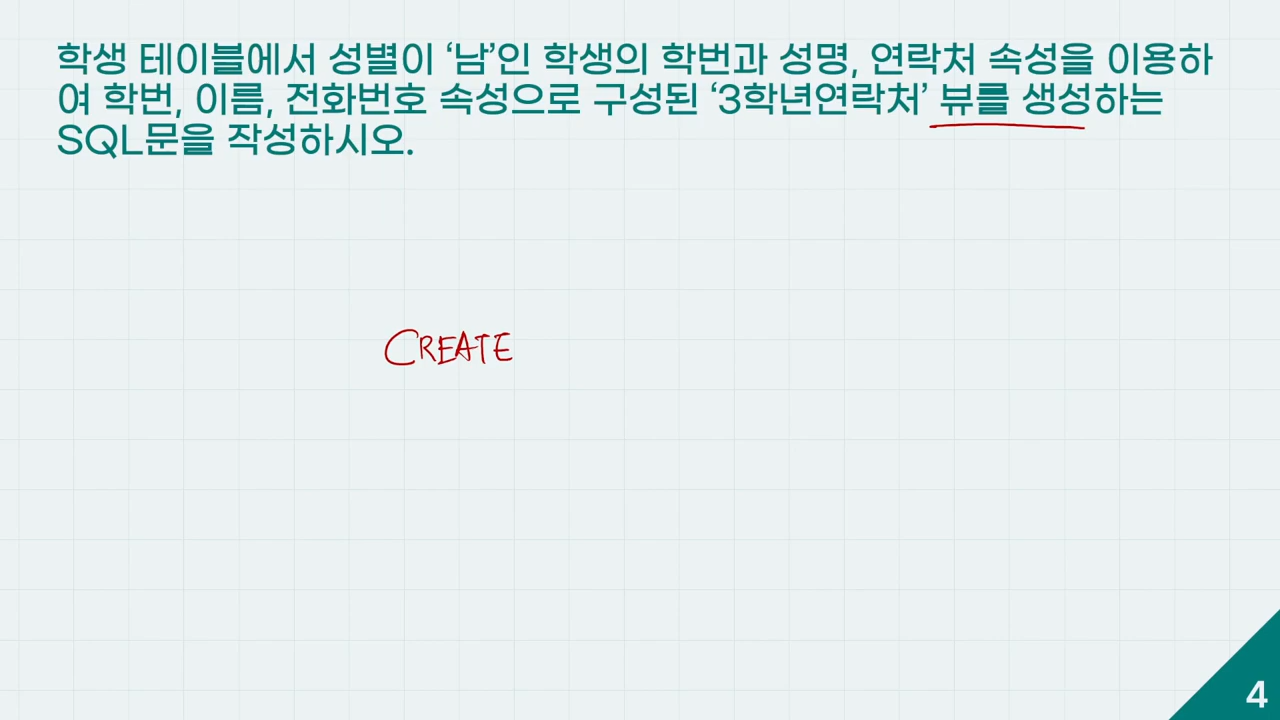 학생 테이블에서 성별이 ‘남’인 학생의 학번과 성명, 연락처 속성을 이용하
여 학번, 이름, 전화번호 속성으로 구성된 ‘3학년연락처’ 뷰를 생성하는
SQL문을 작성하시오.
CREATE
4